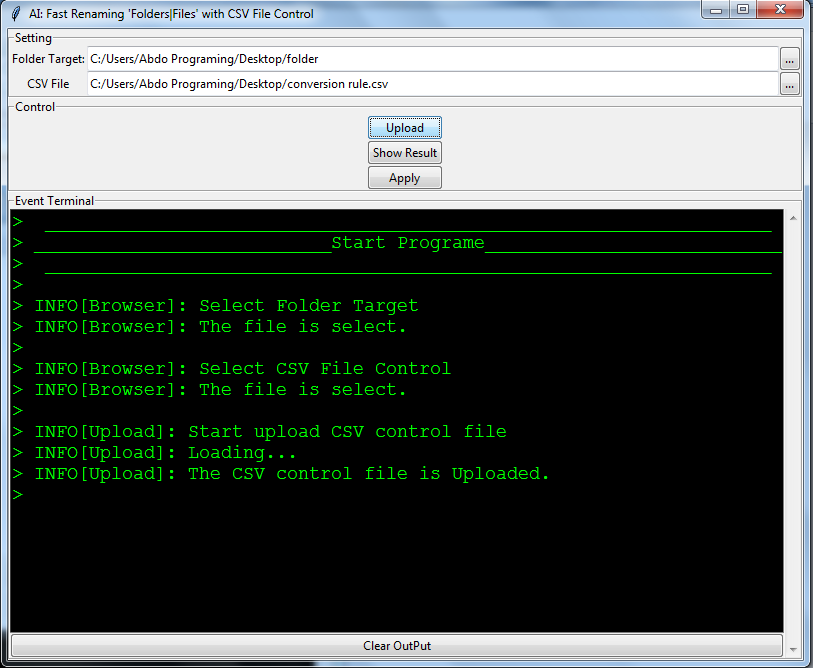 AI: Fast Renaming 'Folders|Files' with CSV File Control
Setting
Folder Target: C:/Users/Abdo Programing/Desktop/folder ...
CSV File C:/Users/Abdo Programing/Desktop/conversion rule.csv ...
Control
Upload
Show Result
Apply
Event Terminal
>
> Start Programe
>
>
> INFO[Browser]: Select Folder Target
> INFO[Browser]: The file is select.
>
> INFO[Browser]: Select CSV File Control
> INFO[Browser]: The file is select.
>
> INFO[Upload]: Start upload CSV control file
> INFO[Upload]: Loading...
> INFO[Upload]: The CSV control file is Uploaded.
>
Clear OutPut